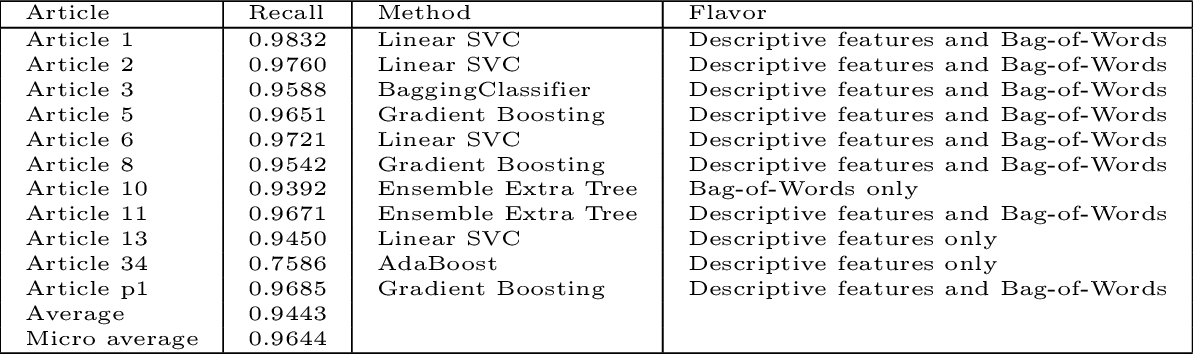 Article Recall Method Flavor
Article 1 0.9832 Linear SVC Descriptive features and Bag-of-Words
Article 2 0.9760 Linear SVC Descriptive features and Bag-of-Words
Article 3 0.9588 BaggingClassifier Descriptive features and Bag-of-Words
Article 5 0.9651 Gradient Boosting Descriptive features and Bag-of-Words
Article 6 0.9721 Linear SVC Descriptive features and Bag-of-Words
Article 8 0.9542 Gradient Boosting Descriptive features and Bag-of-Words
Article 10 0.9392 Ensemble Extra Tree Bag-of-Words only
Article 11 0.9671 Ensemble Extra Tree Descriptive features and Bag-of-Words
Article 13 0.9450 Linear SVC Descriptive features only
Article 34 0.7586 AdaBoost Descriptive features only
Article p1 0.9685 Gradient Boosting Descriptive features and Bag-of-Words
Average 0.9443
Micro average 0.9644